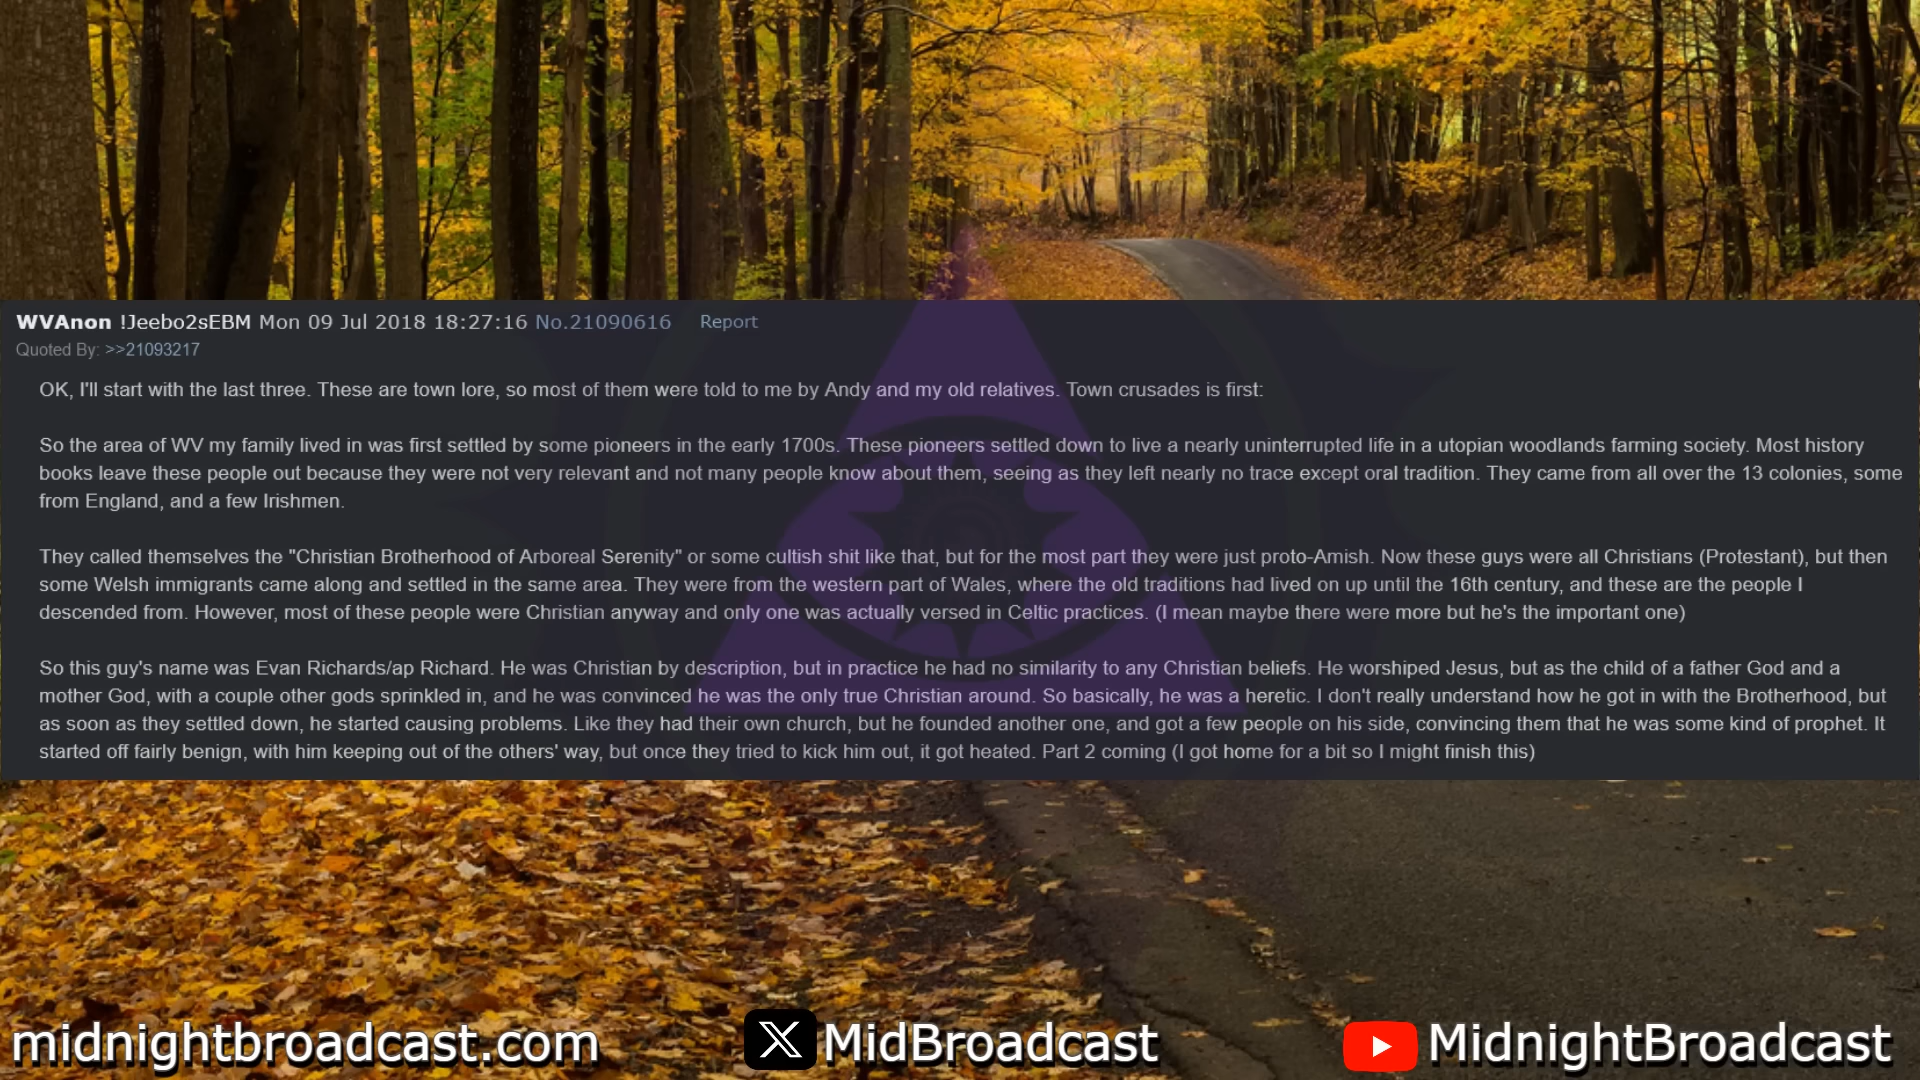 WVAnon !Jeebo2sEBM Mon 09 Jul 2018 18:27:16 No.21090616 Report
Quoted By: >>21093217
OK, I'll start with the last three. These are town lore, so most of them were told to me by Andy and my old relatives. Town crusades is first:
So the area of WV my family lived in was first settled by some pioneers in the early 1700s. These pioneers settled down to live a nearly uninterrupted life in a utopian woodlands farming society. Most history
books leave these people out because they were not very relevant and not many people know about them, seeing as they left nearly no trace except oral tradition. They came from all over the 13 colonies, some
from England, and a few Irishmen.
They called themselves the "Christian Brotherhood of Arboreal Serenity" or some cultish shit like that, but for the most part they were just proto-Amish. Now these guys were all Christians (Protestant), but then
some Welsh immigrants came along and settled in the same area. They were from the western part of Wales, where the old traditions had lived on up until the 16th century, and these are the people I
descended from. However, most of these people were Christian anyway and only one was actually versed in Celtic practices. (I mean maybe there were more but he's the important one)
So this guy's name was Evan Richards/ap Richard. He was Christian by description, but in practice he had no similarity to any Christian beliefs. He worshiped Jesus, but as the child of a father God and a
mother God, with a couple other gods sprinkled in, and he was convinced he was the only true Christian around. So basically, he was a heretic. I don't really understand how he got in with the Brotherhood, but
as soon as they settled down, he started causing problems. Like they had their own church, but he founded another one, and got a few people on his side, convincing them that he was some kind of prophet. It
started off fairly benign, with him keeping out of the others' way, but once they tried to kick him out, it got heated. Part 2 coming (I got home for a bit so I might finish this)
midnightbroadcast.com MidBroadcast MidnightBroadcast